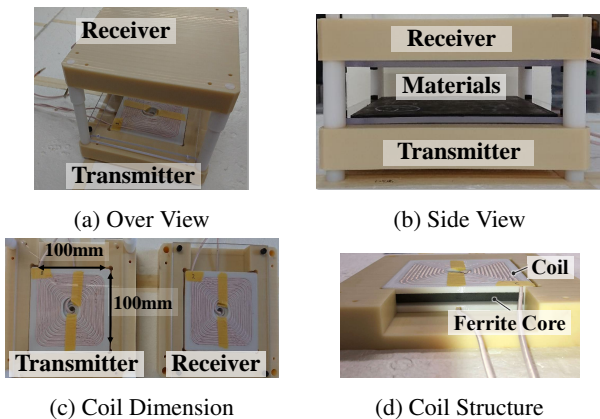 Receiver
Transmitter
(a) Over View
Receiver
Materials
Transmitter
(b) Side View
100mm
100mm
Transmitter
Receiver
(c) Coil Dimension
Coil
Ferrite Core
(d) Coil Structure